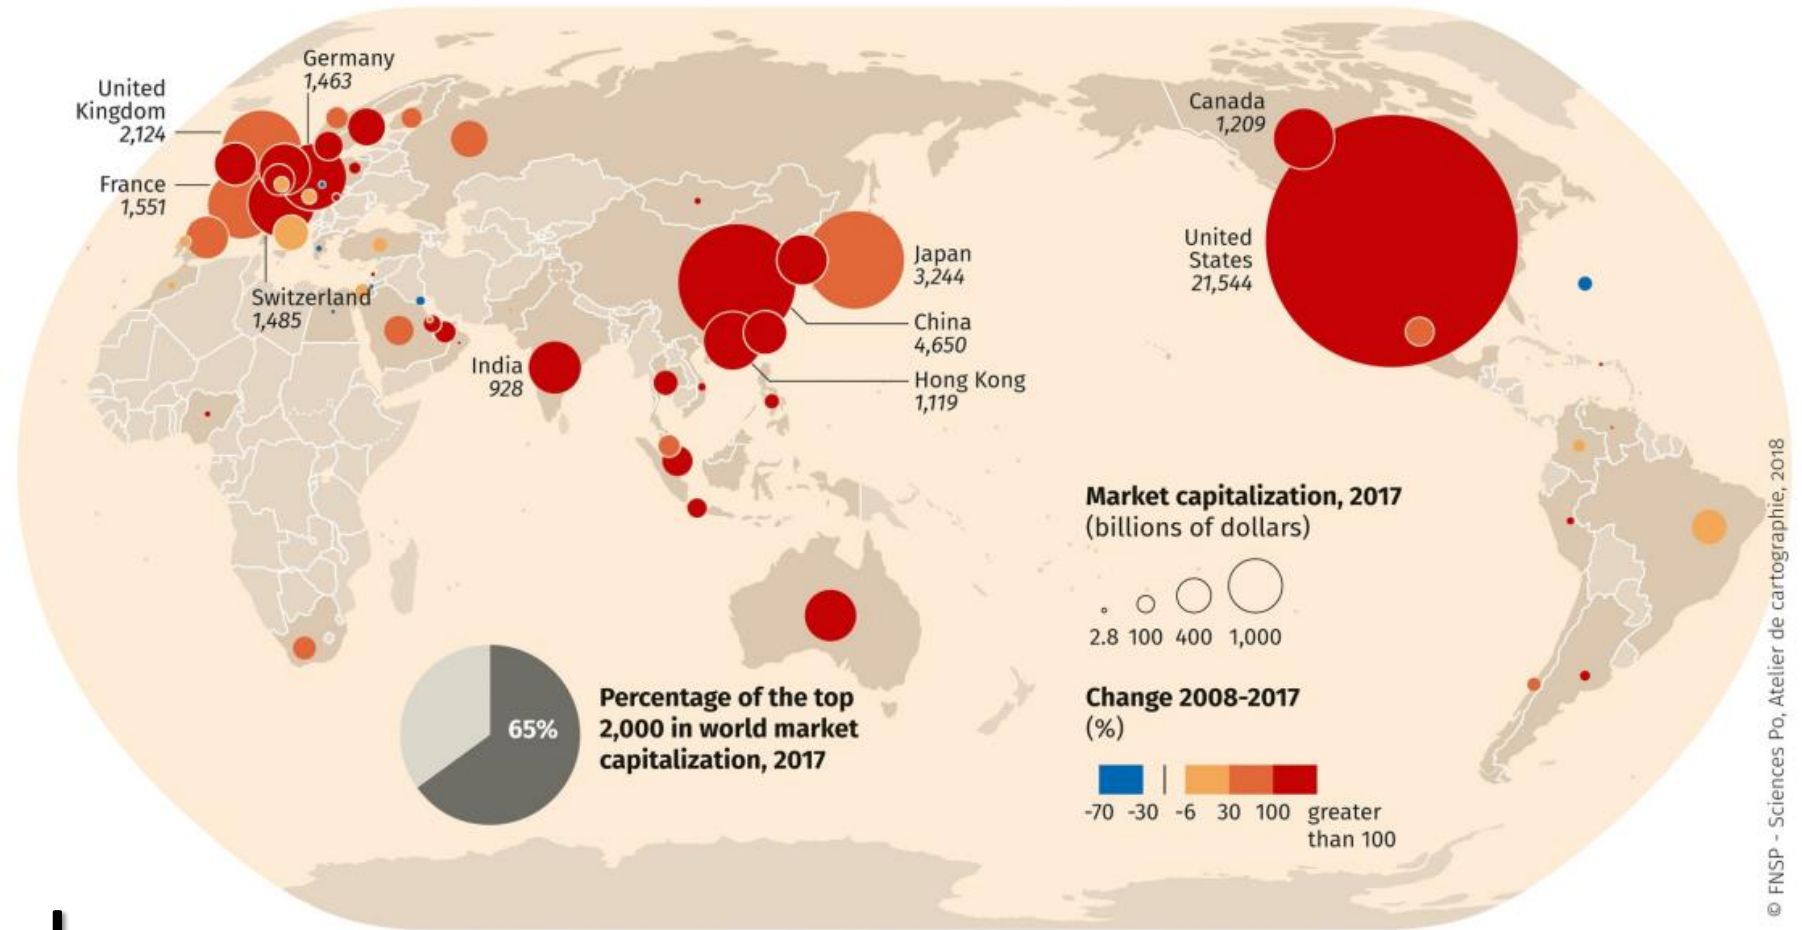 Germany
1,463
United
Kingdom
2,124
France
1,551
Switzerland
1,485
India
928
Japan
3,244
China
4,650
Hong Kong
1,119
Canada
1,209
United
States
21,544
Market capitalization, 2017
(billions of dollars)
2.8 100 400 1,000
Change 2008-2017
(%)
-70 -30 -6 30 100 greater
than 100
65%
Percentage of the top
2,000 in world market
capitalization, 2017
© FNSP - Sciences Po, Atelier de cartographie, 2018